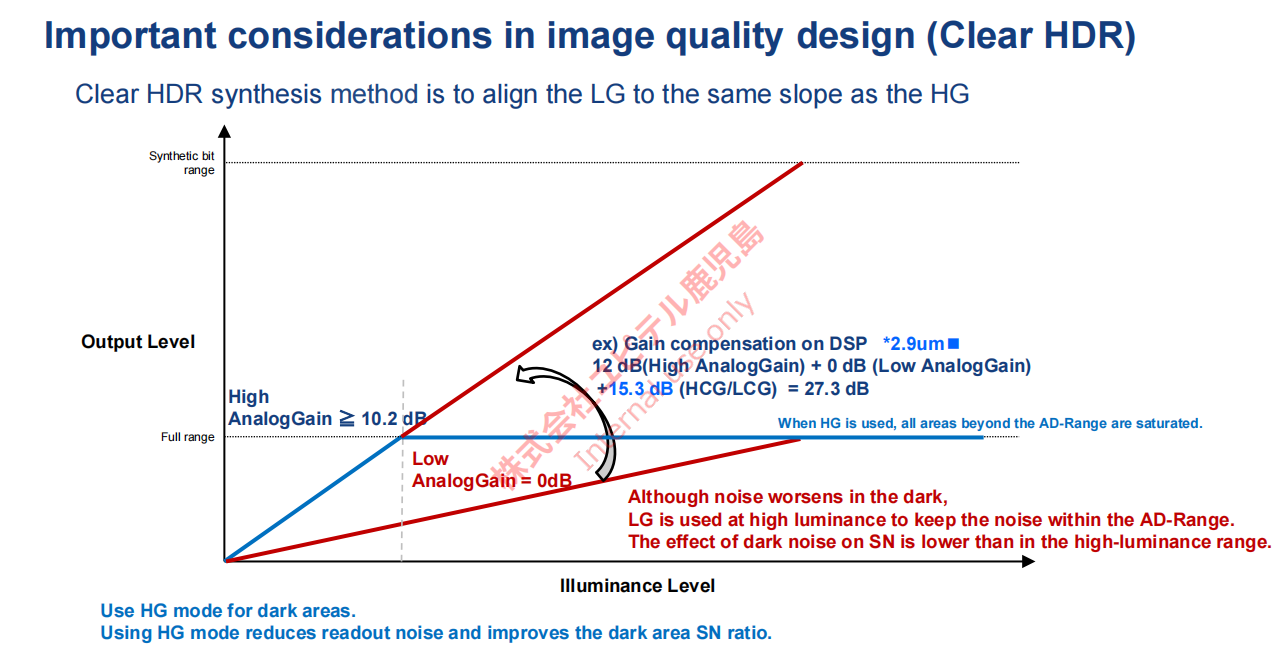 Important considerations in image quality design (Clear HDR)
Clear HDR synthesis method is to align the LG to the same slope as the HG
Synthetic bit
range
Output Level
ex) Gain compensation on DSP *2.9um■
12 dB(High AnalogGain) + 0 dB (Low AnalogGain)
+15.3 dB (HCG/LCG) = 27.3 dB
High
AnalogGain ≧ 10.2 dB
When HG is used, all areas beyond the AD-Range are saturated.
Full range
Low
AnalogGain = 0dB
株式会社ユピテル鹿児島
Internal use only
Although noise worsens in the dark,
LG is used at high luminance to keep the noise within the AD-Range.
The effect of dark noise on SN is lower than in the high-luminance range.
Illuminance Level
Use HG mode for dark areas.
Using HG mode reduces readout noise and improves the dark area SN ratio.